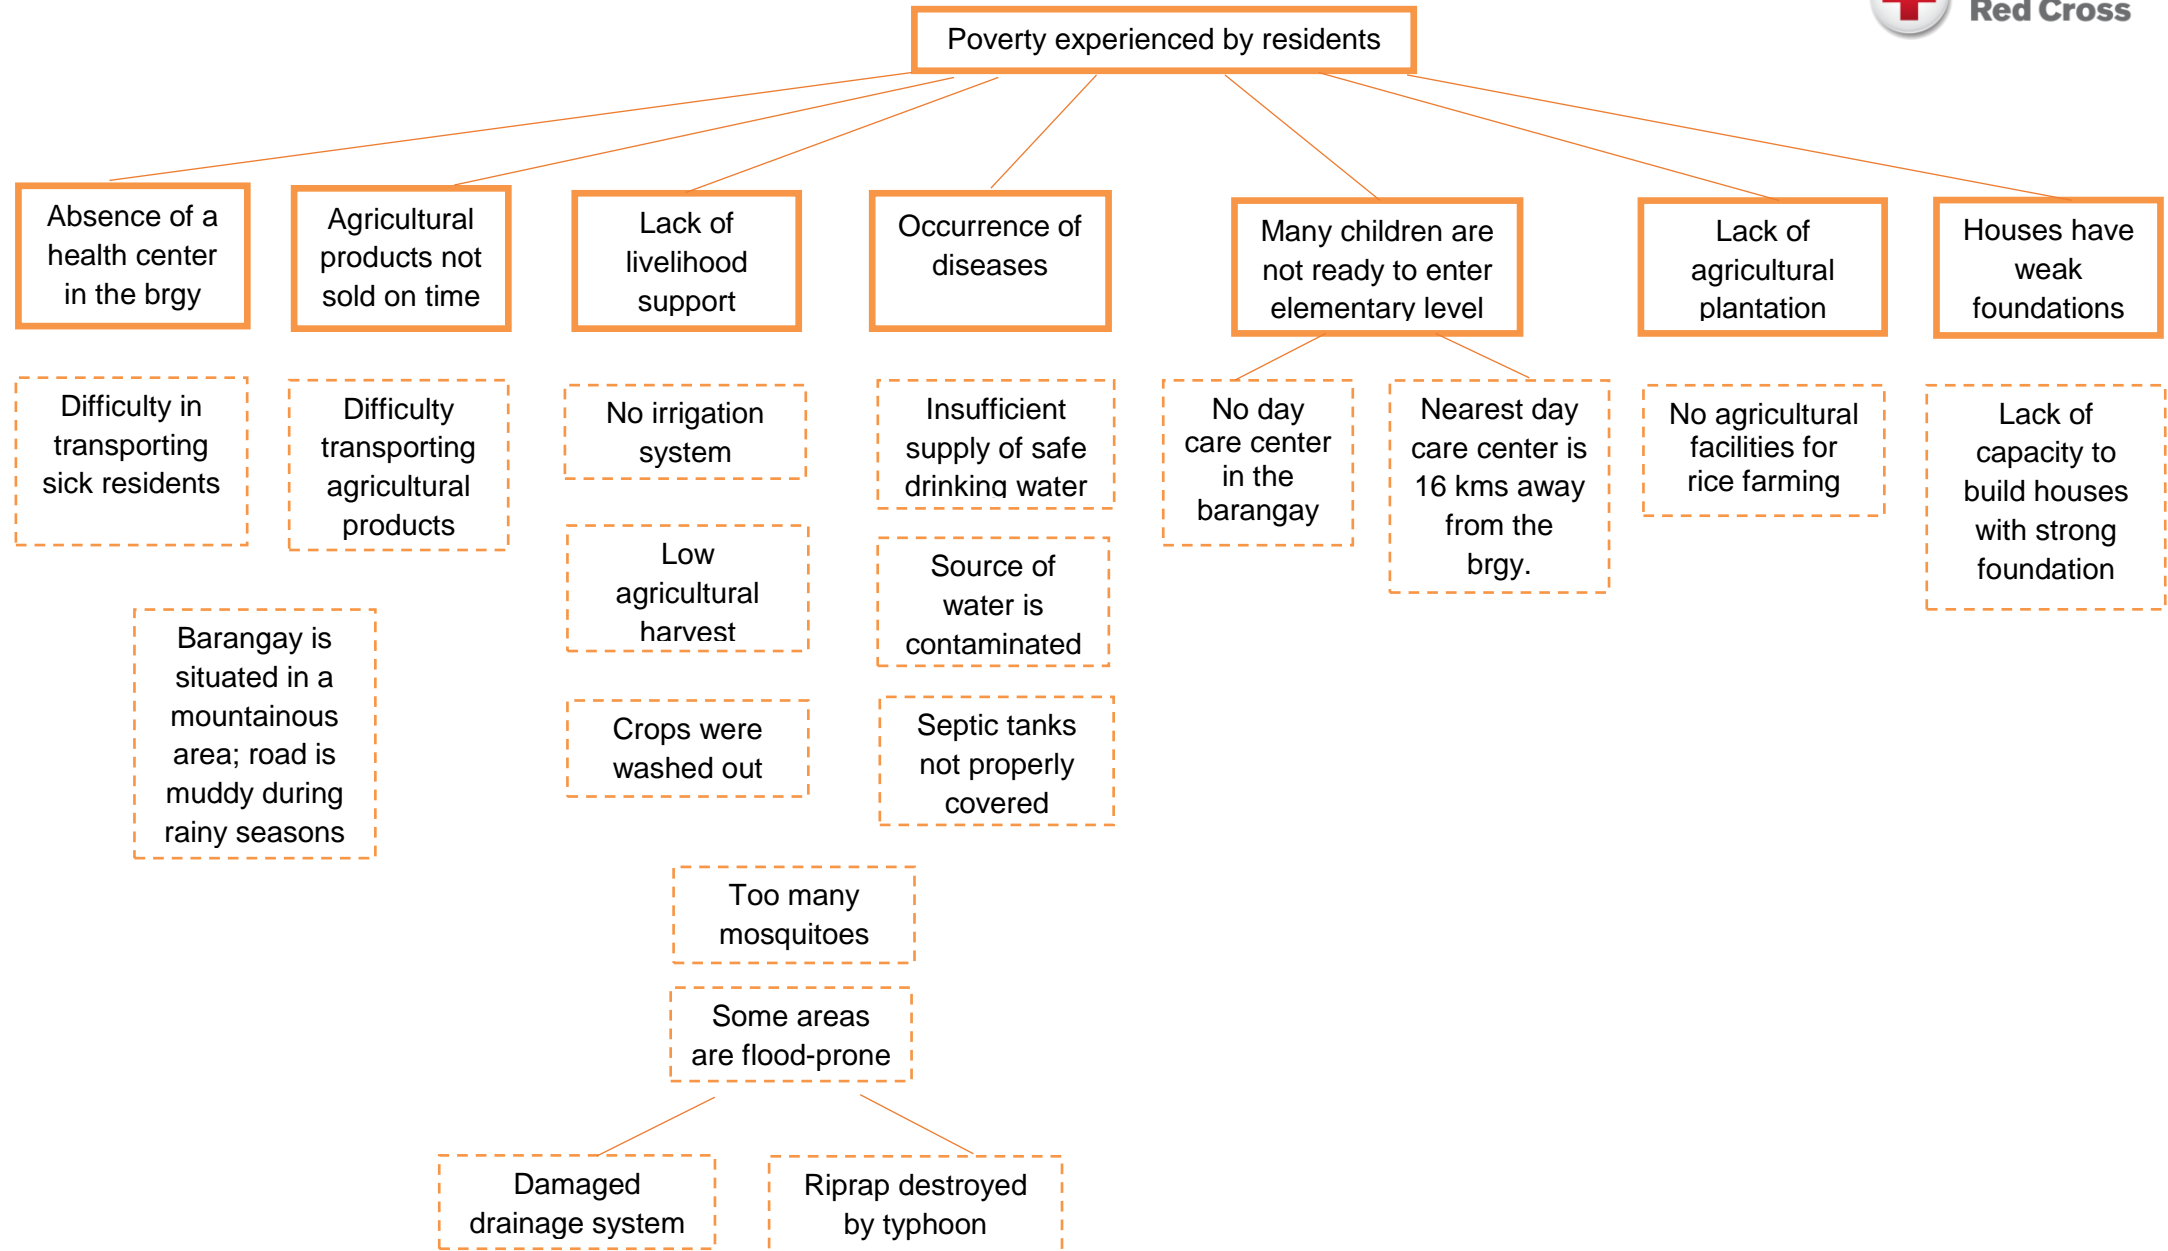 Red Cross
Poverty experienced by residents
Absence of a
health center
in the brgy
Agricultural
products not
sold on time
Lack of
livelihood
support
Occurrence of
diseases
Many children are
not ready to enter
elementary level
Lack of
agricultural
plantation
Houses have
weak
foundations
Difficulty in
transporting
sick residents
Difficulty
transporting
agricultural
products
No irrigation
system
Insufficient
supply of safe
drinking water
No day
care center
in the
barangay
Nearest day
care center is
16 kms away
from the
brgy.
No agricultural
facilities for
rice farming
Lack of
capacity to
build houses
with strong
foundation
Low
agricultural
harvest
Source of
water is
contaminated
Barangay is
situated in a
mountainous
area; road is
muddy during
rainy seasons
Crops were
washed out
Septic tanks
not properly
covered
Too many
mosquitoes
Some areas
are flood-prone
Damaged
drainage system
Riprap destroyed
by typhoon